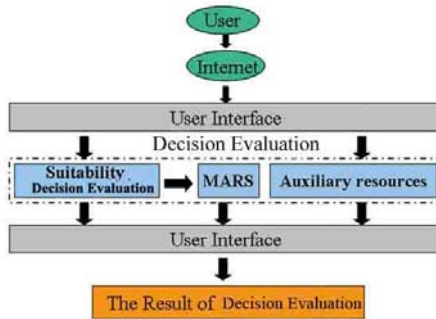 User
Internet
User Interface
Decision Evaluation
Suitability
Decision Evaluation
MARS
Auxiliary resources
User Interface
The Result of Decision Evaluation